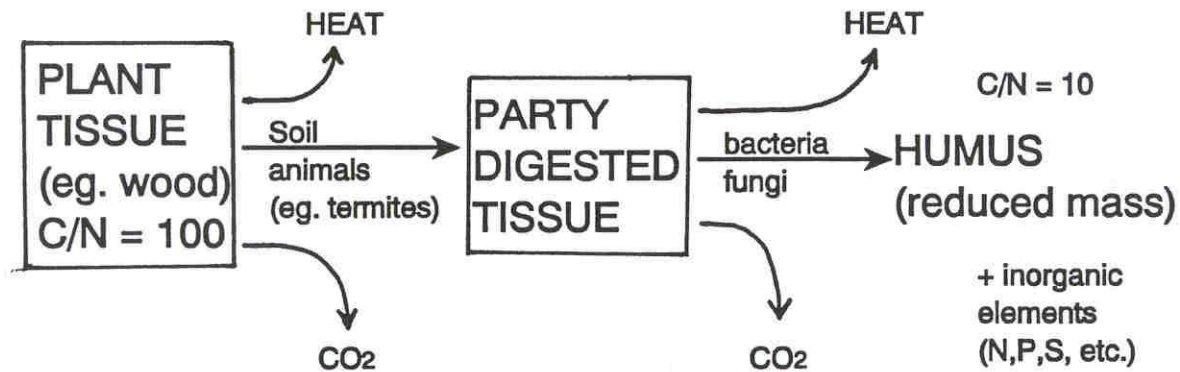 HEAT
PLANT
TISSUE
(eg. wood)
C/N = 100
Soil
animals
(eg. termites)
CO2
PARTY
DIGESTED
TISSUE
HEAT
bacteria
fungi
CO2
C/N = 10
HUMUS
(reduced mass)
+ inorganic
elements
(N,P,S, etc.)